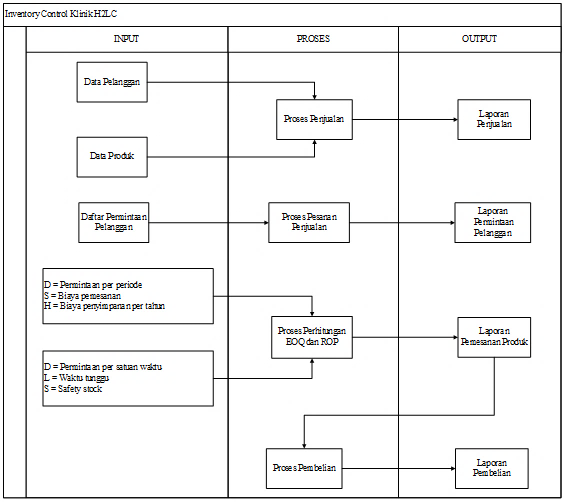 Inventory Control Klinik H2LC
INPUT
PROSES
OUTPUT
Data Pelanggan
Proses Penjualan
Laporan
Penjualan
Data Produk
Daftar Permintaan
Pelanggan
Proses Pesanan
Penjualan
Laporan
Permintaan
Pelanggan
D = Permintaan per periode
S = Biaya pemesanan
H = Biaya penyimpanan per tahun
Proses Perhitungan
EOQ dan ROP
Laporan
Pemesanan Produk
D = Permintaan per satuan waktu
L = Waktu tunggu
S = Safety stock
Proses Pembelian
Laporan
Pembelian